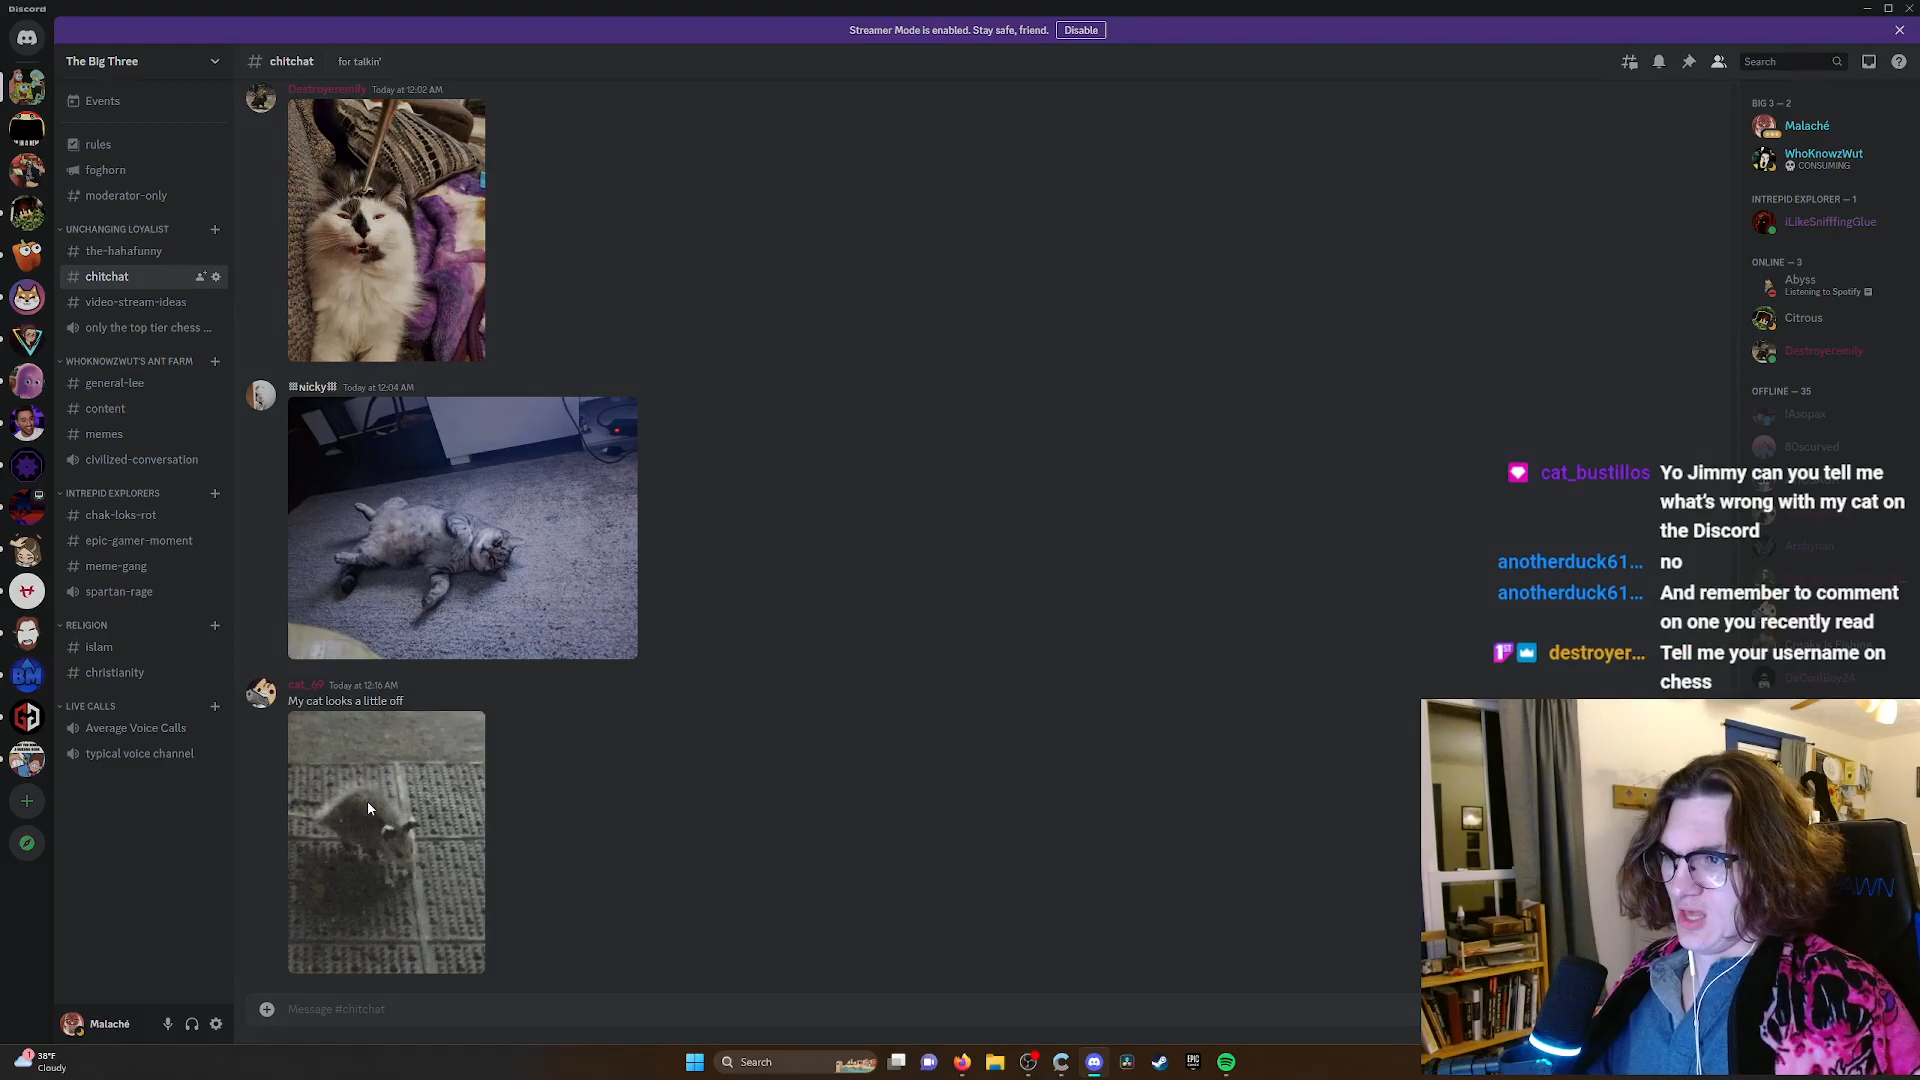 Discord
Streamer Mode is enabled. Stay safe, friend. Disable
The Big Three
chitchat for talkin'
Search
Events
rules
foghorn
moderator-only
UNCHANGING LOYALIST
the-hahafunny
chitchat
video-stream-ideas
only the top tier chess ...
WHOKNOWZWUT'S ANT FARM
general-lee
content
memes
civilized-conversation
INTREPID EXPLORERS
chak-loks-rot
epic-gamer-moment
meme-gang
spartan-rage
RELIGION
islam
christianity
LIVE CALLS
Average Voice Calls
typical voice channel
Malaché
Destroyeremily Today at 12:02 AM
Nicky Today at 12:04 AM
cat_69 Today at 12:16 AM
My cat looks a little off
Message #chitchat
BIG 3 — 2
Malaché
WhoKnowzWut
CONSUMING
INTREPID EXPLORER — 1
iLikeSnifffingGlue
ONLINE — 3
Abyss
Listening to Spotify
Citrous
Destroyeremily
OFFLINE — 35
!Asopax
80scurved
cat_bustillos Yo Jimmy can you tell me
what's wrong with my cat on
the Discord
Archynan
anotherduck61... no
anotherduck61... And remember to comment
on one you recently read
destroyer... Tell me your username on
chess
DaCoolBoy24
38°F
Cloudy
Search